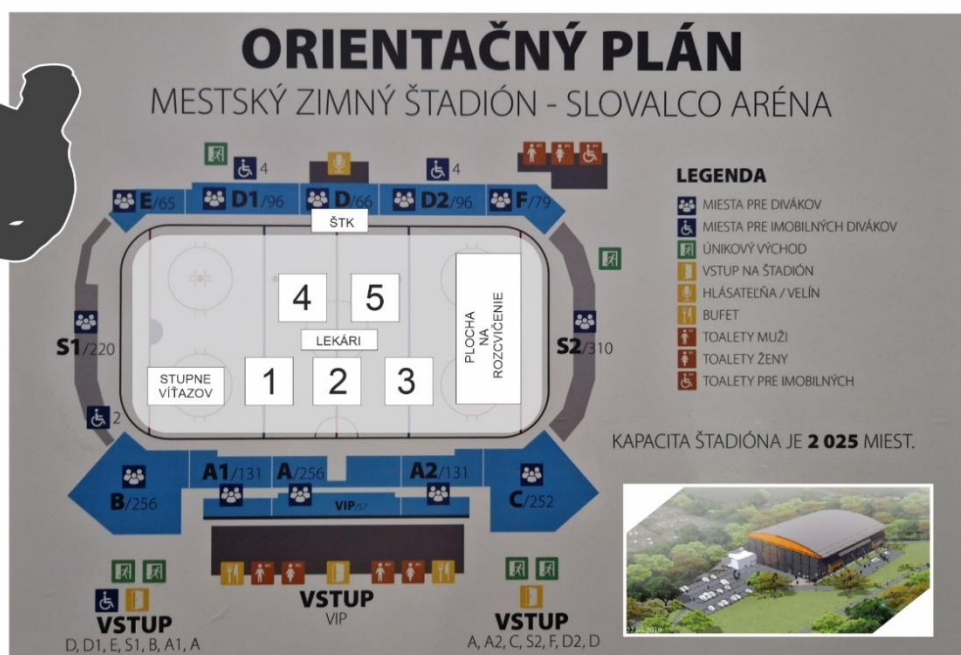 ORIENTAČNÝ PLÁN
MESTSKÝ ZIMNÝ ŠTADIÓN - SLOVALCO ARÉNA
4
4
E/65
D1/96
D/66
D2/96
F/79
ŠTK
4
5
LEKÁRI
1
2
3
STUPNE
VÍŤAZOV
PLOCHA
NA
ROZCVIČENIE
S1/220
2
S2/310
B/256
A1/131
A/256
A2/131
C/252
VIP/57
VSTUP
D, D1, E, S1, B, A1, A
VSTUP
VIP
VSTUP
A, A2, C, S2, F, D2, D
LEGENDA
MIESTA PRE DIVÁKOV
MIESTA PRE IMOBILNÝCH DIVÁKOV
ÚNIKOVÝ VÝCHOD
VSTUP NA ŠTADIÓN
HLÁSATEĽŇA / VELÍN
BUFET
TOALETY MUŽI
TOALETY ŽENY
TOALETY PRE IMOBILNÝCH
KAPACITA ŠTADIÓNA JE 2 025 MIEST.